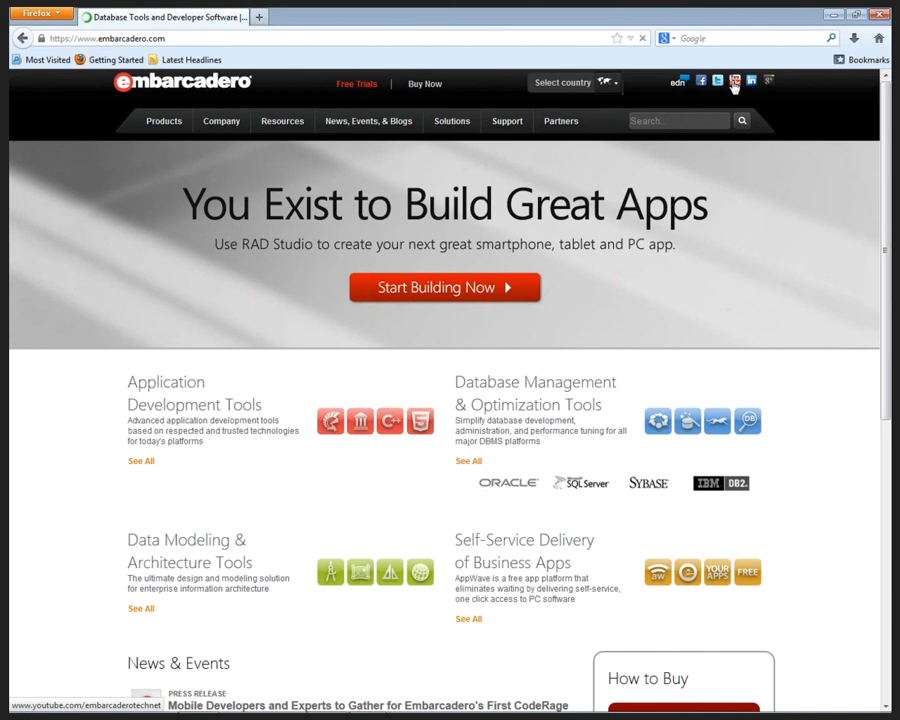 Firefox
Database Tools and Developer Software |...
https://www.embarcadero.com
Google
Most Visited
Getting Started
Latest Headlines
Bookmarks
embarcadero
Free Trials | Buy Now
Select country
edn
Products
Company
Resources
News, Events, & Blogs
Solutions
Support
Partners
Search...
You Exist to Build Great Apps
Use RAD Studio to create your next great smartphone, tablet and PC app.
Start Building Now
Application
Development Tools
Advanced application development tools
based on respected and trusted technologies
for today's platforms
See All
C++
Database Management
& Optimization Tools
Simplify database development,
administration, and performance tuning for all
major DBMS platforms
See All
DB
ORACLE
SQL Server
SYBASE
IBM DB2.
Data Modeling &
Architecture Tools
The ultimate design and modeling solution
for enterprise information architecture
See All
Self-Service Delivery
of Business Apps
AppWave is a free app platform that
eliminates waiting by delivering self-service,
one click access to PC software
See All
aw
e
YOUR
APPS
FREE
News & Events
PRESS RELEASE
Mobile Developers and Experts to Gather for Embarcadero's First CodeRage
How to Buy
www.youtube.com/embarcaderotechnet